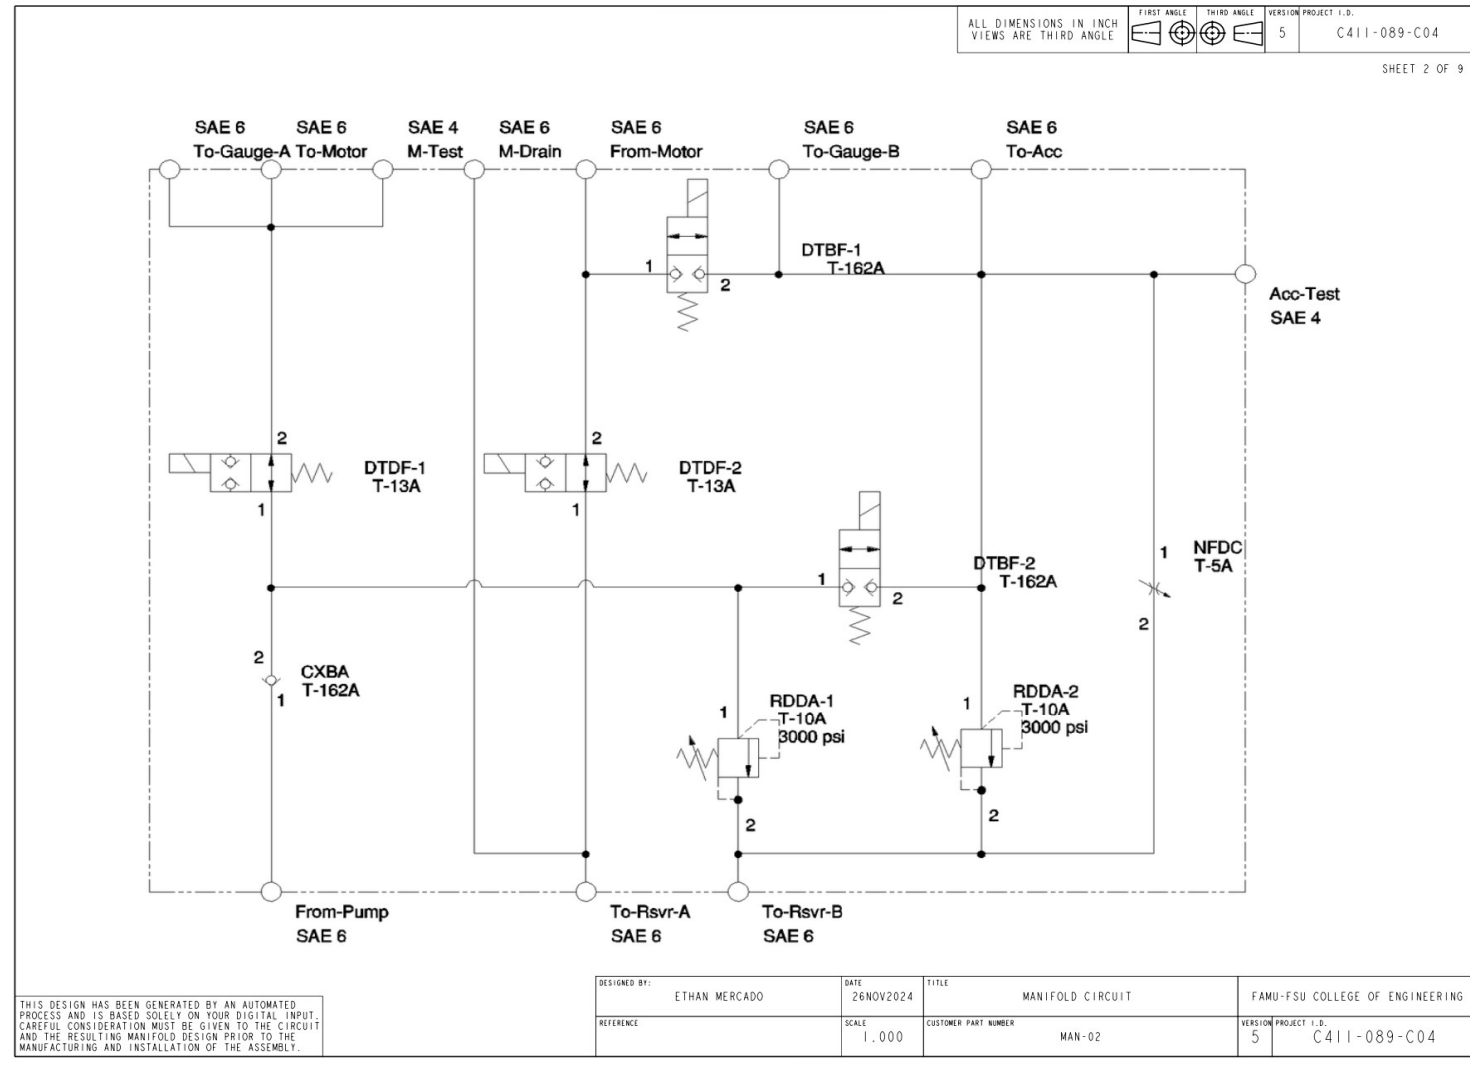 ALL DIMENSIONS IN INCH
VIEWS ARE THIRD ANGLE
FIRST ANGLE
THIRD ANGLE
VERSION
5
PROJECT I.D.
C411-089-C04
SHEET 2 OF 9
SAE 6
To-Gauge-A
SAE 6
To-Motor
SAE 4
M-Test
SAE 6
M-Drain
SAE 6
From-Motor
SAE 6
To-Gauge-B
SAE 6
To-Acc
DTBF-1
T-162A
1
2
Acc-Test
SAE 4
2
DTDF-1
T-13A
1
2
DTDF-2
T-13A
1
DTBF-2
T-162A
1
2
1
NFDC
T-5A
2
2
CXBA
T-162A
1
RDDA-1
T-10A
3000 psi
1
2
RDDA-2
T-10A
3000 psi
1
2
From-Pump
SAE 6
To-Rsvr-A
SAE 6
To-Rsvr-B
SAE 6
THIS DESIGN HAS BEEN GENERATED BY AN AUTOMATED
PROCESS AND IS BASED SOLELY ON YOUR DIGITAL INPUT.
CAREFUL CONSIDERATION MUST BE GIVEN TO THE CIRCUIT
AND THE RESULTING MANIFOLD DESIGN PRIOR TO THE
MANUFACTURING AND INSTALLATION OF THE ASSEMBLY.
DESIGNED BY:
ETHAN MERCADO
DATE
26NOV2024
TITLE
MANIFOLD CIRCUIT
FAMU-FSU COLLEGE OF ENGINEERING
REFERENCE
SCALE
1.000
CUSTOMER PART NUMBER
MAN-02
VERSION
5
PROJECT I.D.
C411-089-C04